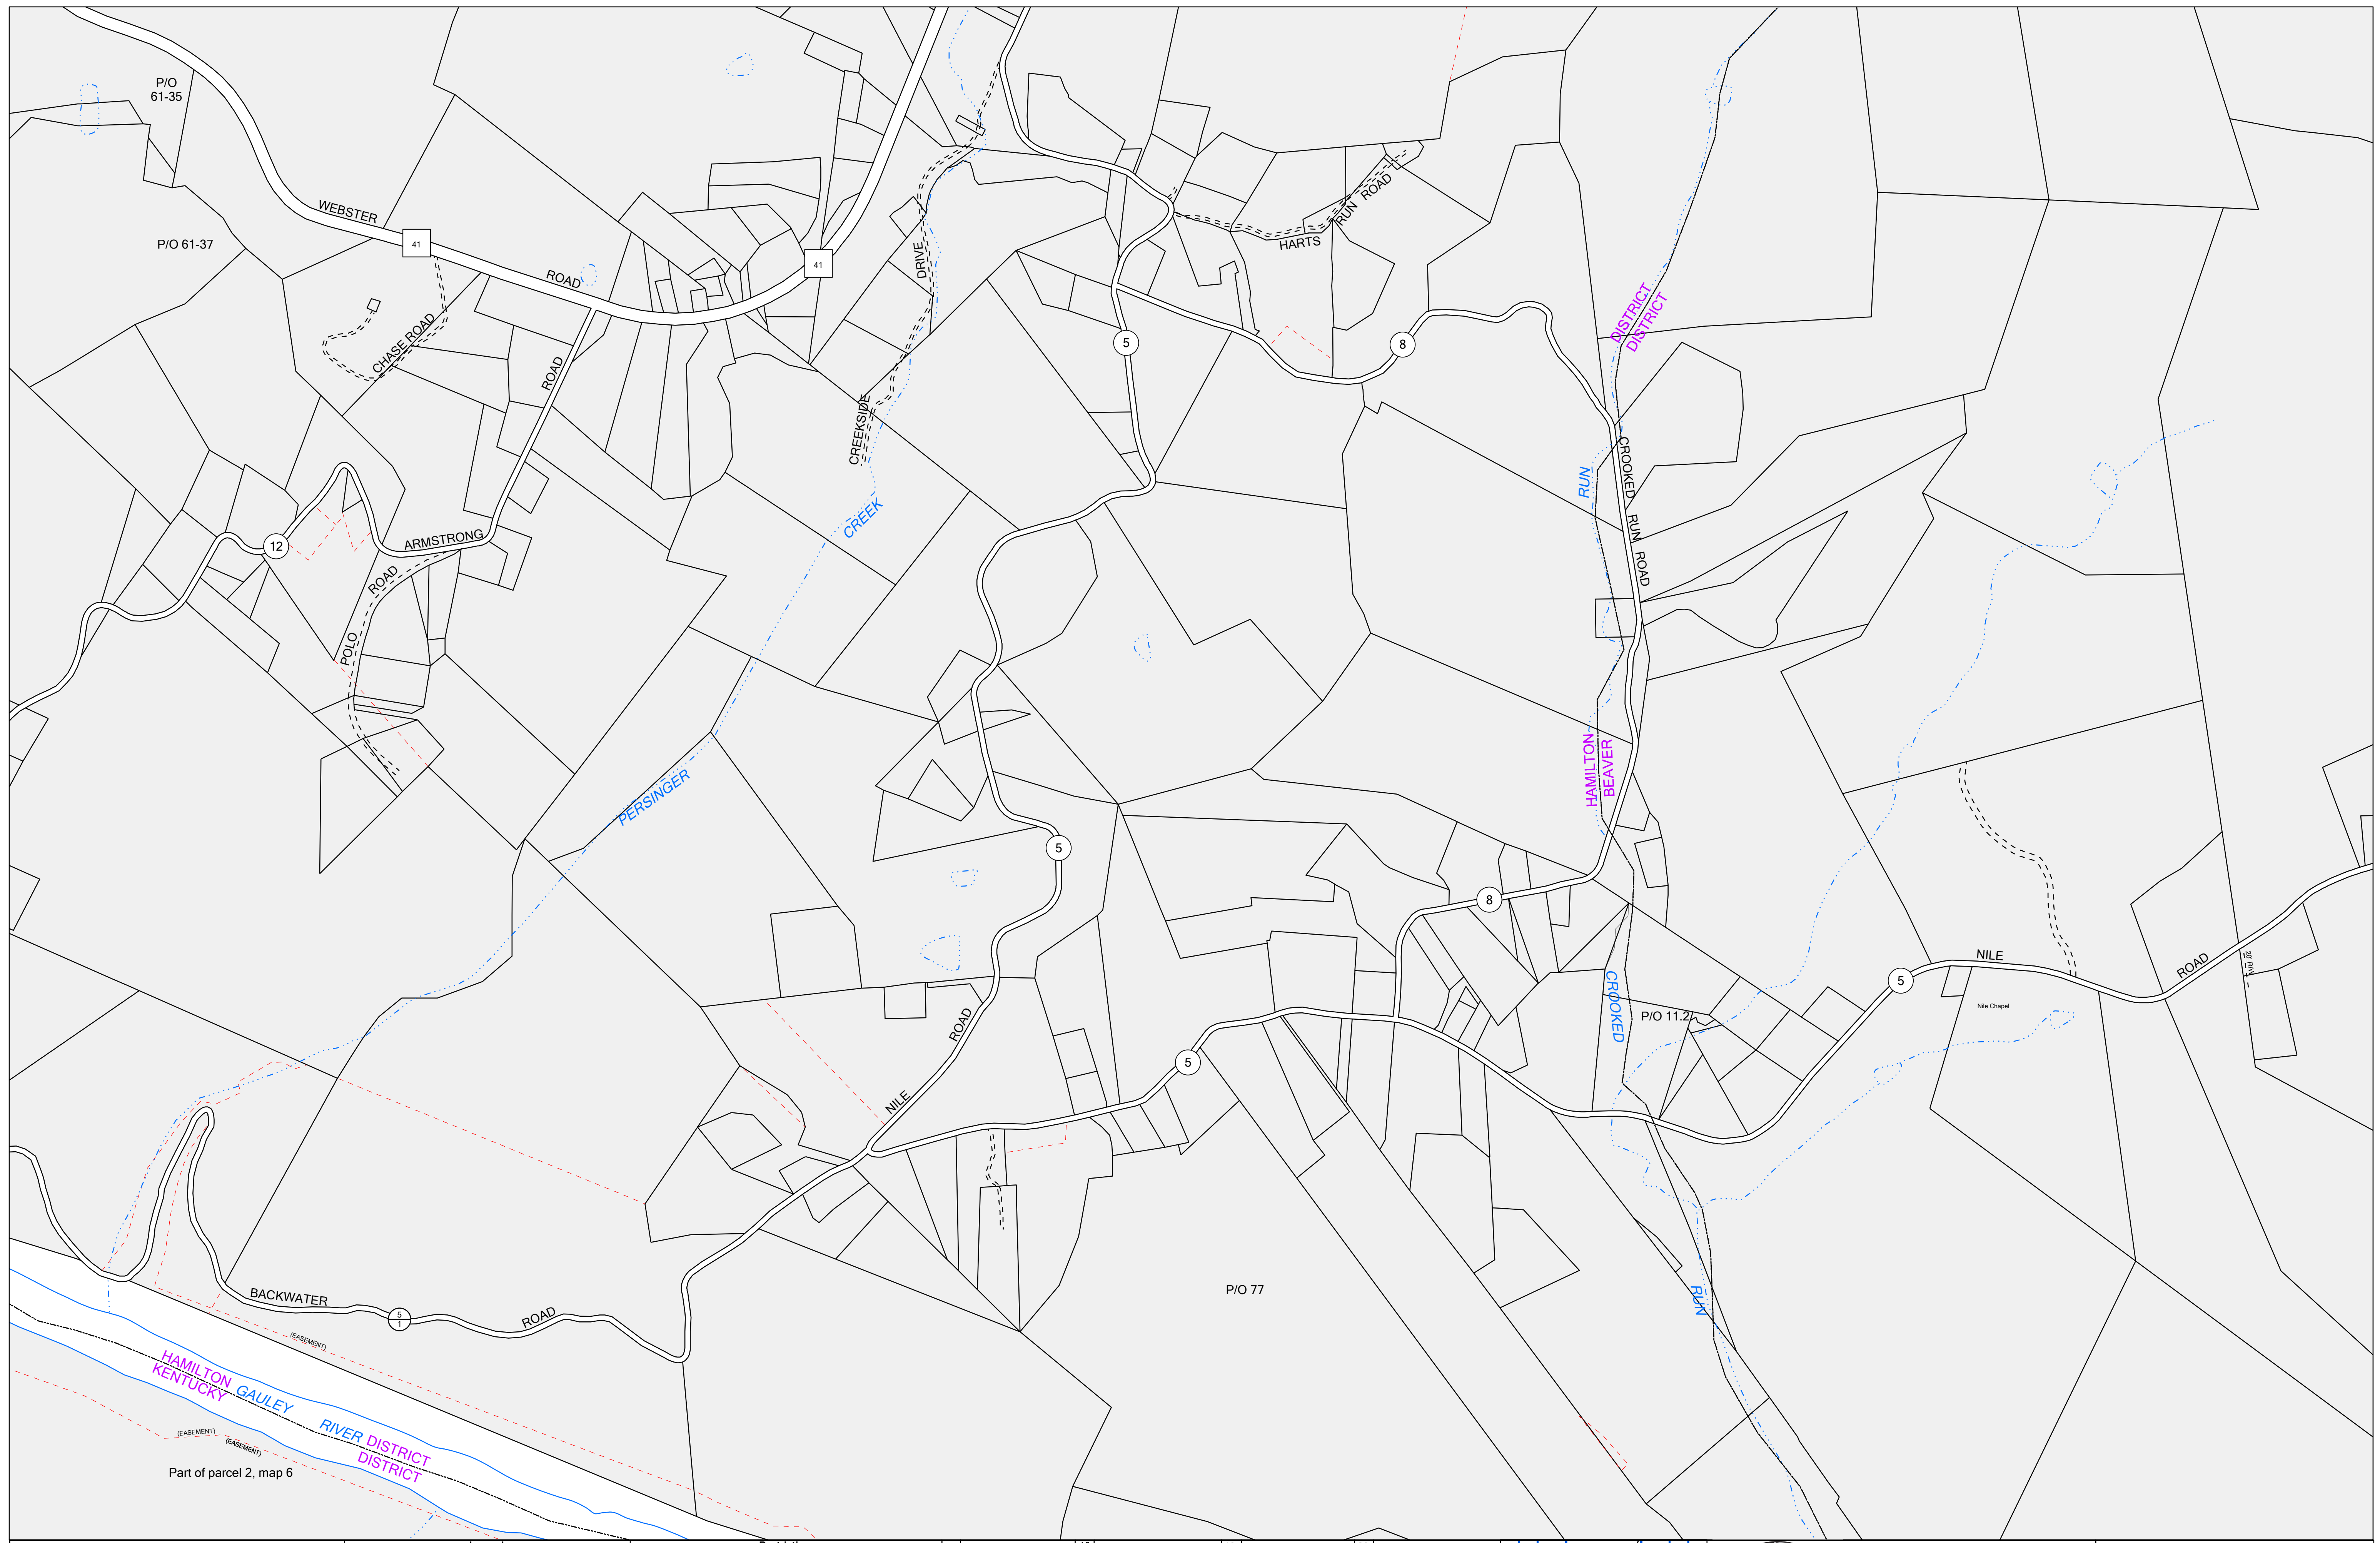 P/O
61-35
WEBSTER
P/O 61-37
41
ROAD
41
DRIVE
HARTS
RUN ROAD
DISTRICT
DISTRICT
CHASE ROAD
ROAD
5
8
CREEKSIDE
CREEK
RUN
CROOKED
RUN
ROAD
12
ARMSTRONG
ROAD
POLO
PERSINGER
HAMILTON
BEAVER
5
8
CROOKED
NILE
ROAD
5
20' R/W
Nile Chapel
P/O 11.2
ROAD
NILE
5
BACKWATER
5
1
ROAD
P/O 77
RUN
(EASEMENT)
HAMILTON
KENTUCKY
GAULEY
RIVER
DISTRICT
DISTRICT
(EASEMENT)
(EASEMENT)
Part of parcel 2, map 6